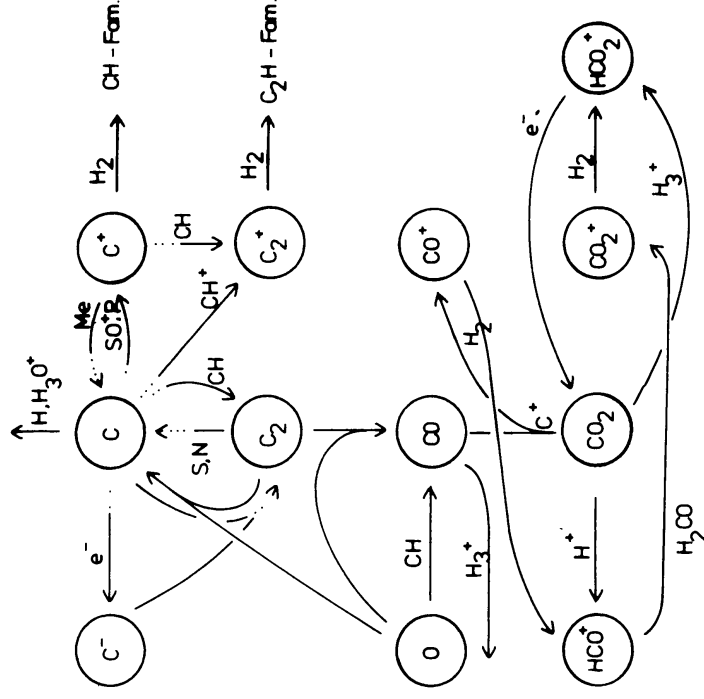 H,H₃O⁺
Me
e⁻
H₂
C⁻
C
C⁺
CH - Fam.
CH
S,N
CH
CH⁺
H₂
C₂
C₂⁺
C₂H - Fam.
CH
O
CO
CO⁺
H₃⁺
H₂
C⁺
e⁻.
H⁺
H₂
HCO⁺
CO₂
CO₂⁺
HCO₂⁺
H₃⁺
H₂CO